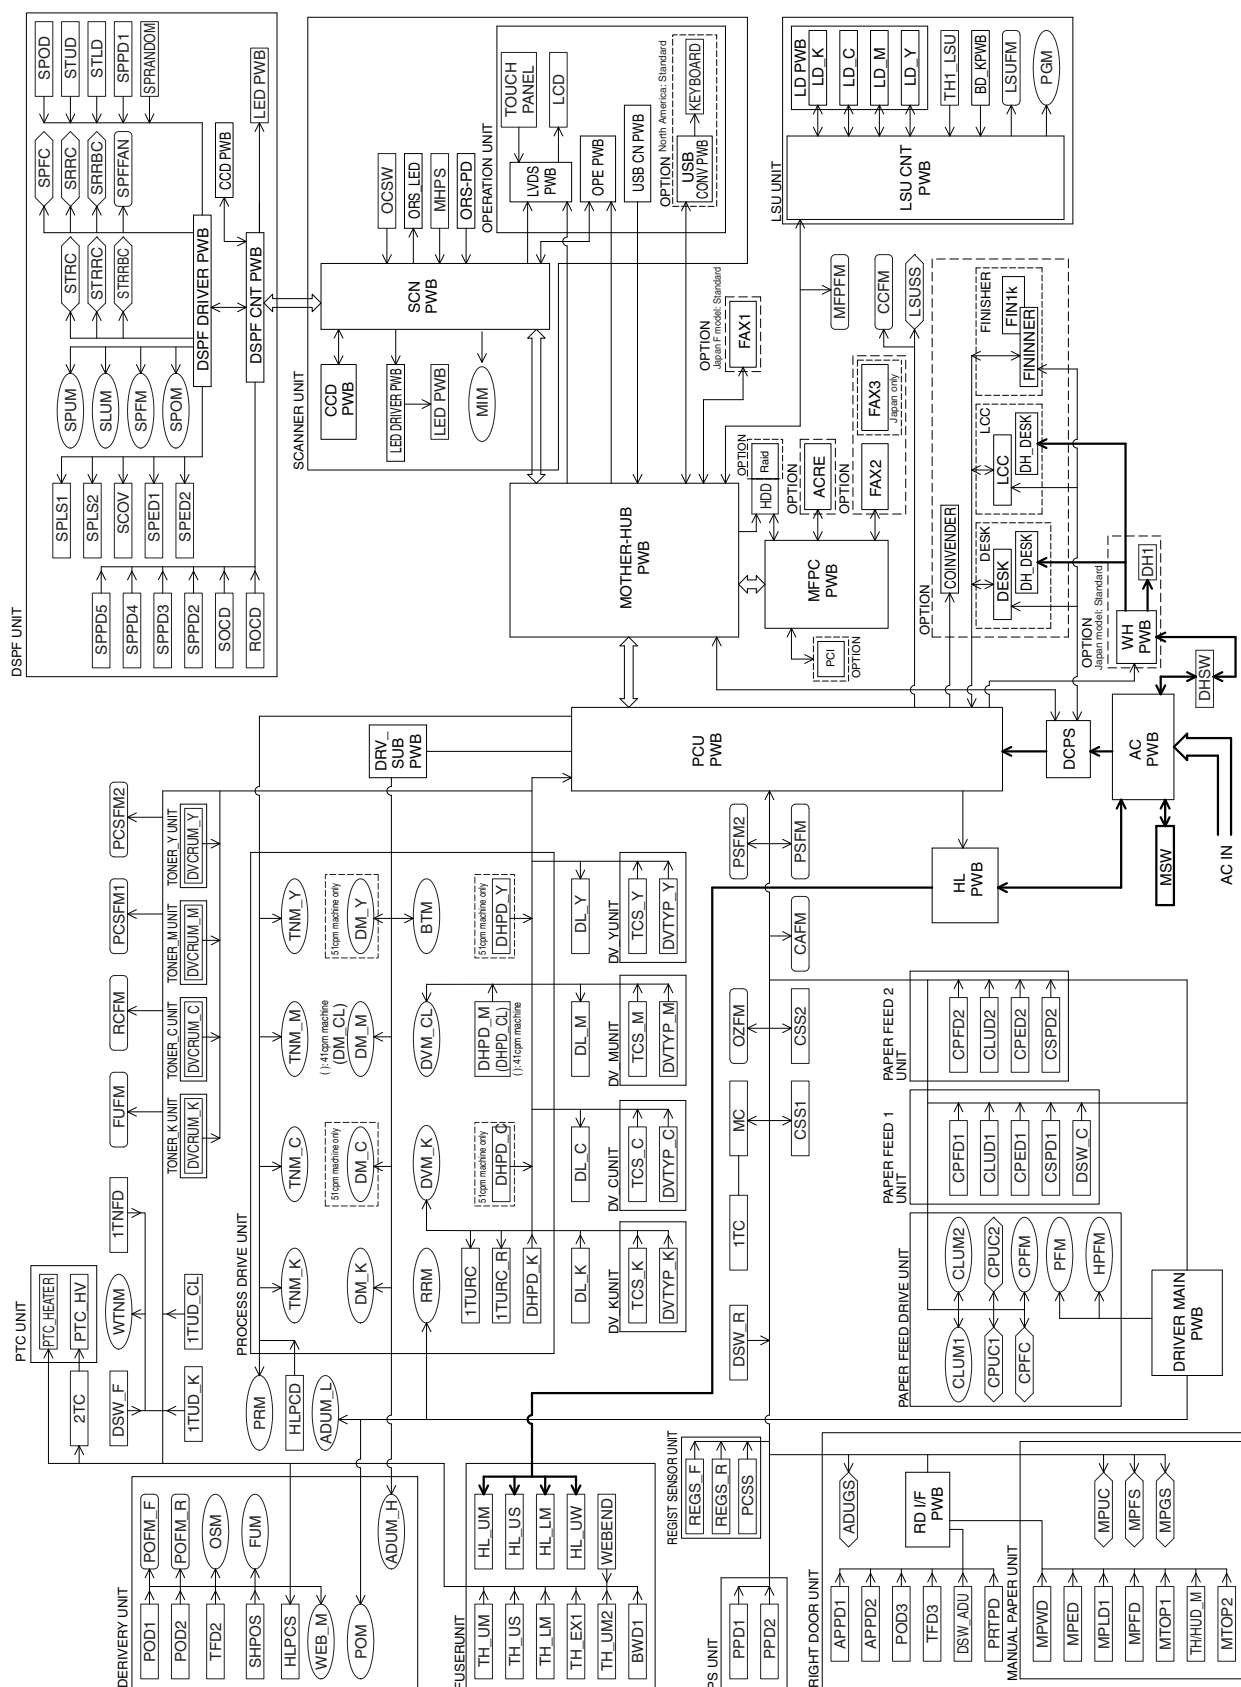 DSPF UNIT
SPPD5
SPPD4
SPPD3
SPPD2
SOCD
ROCD
SPLS1
SPLS2
SCOV
SPED1
SPED2
SPUM
SLUM
SPFM
SPOM
STRC
STRRC
STRRBC
SPFC
SRRC
SRRBC
SPFFAN
SPOD
STUD
STLD
SPPD1
SPRANDOM
DSPF DRIVER PWB
DSPF CNT PWB
CCD PWB
LED PWB
SCANNER UNIT
SCN
PWB
CCD
PWB
LED DRIVER PWB
LED PWB
MIM
OCSW
ORS_LED
MHPS
ORS-PD
OPERATION UNIT
TOUCH
PANEL
LCD
LVDS
PWB
OPE PWB
USB CN PWB
OPTION North America: Standard
USB
CONV PWB
KEYBOARD
LSU UNIT
LD PWB
LD_K
LD_C
LD_M
LD_Y
TH1_LSU
BD_KPWB
LSUFM
PGM
LSU CNT
PWB
MOTHER-HUB
PWB
OPTION
Japan F model: Standard
FAX1
MFPFM
CCFM
LSUSS
OPTION
HDD
Raid
OPTION
ACRE
OPTION
FAX2
FAX3
Japan only
MFPC
PWB
PCI
OPTION
OPTION
COINVENDER
FINISHER
FIN1k
FININNER
LCC
LCC
DH_DESK
DESK
DESK
DH_DESK
OPTION
Japan model: Standard
WH
PWB
DH1
DHSW
PCU
PWB
DCPS
AC
PWB
MSW
AC IN
HL
PWB
DRV_
SUB
PWB
PTC UNIT
PTC_HEATER
PTC_HV
2TC
DSW_F
WTNM
1TNFD
1TUD_K
1TUD_CL
FUFM
RCFM
PCSFM1
PCSFM2
TONER_K UNIT
DVCRUM_K
TONER_C UNIT
DVCRUM_C
TONER_M UNIT
DVCRUM_M
TONER_Y UNIT
DVCRUM_Y
PROCESS DRIVE UNIT
TNM_K
TNM_C
TNM_M
TNM_Y
DM_K
51cpm machine only
DM_C
( ): 41cpm machine
(DM_CL)
DM_M
51cpm machine only
DM_Y
RRM
DVM_K
DVM_CL
BTM
1TURC
1TURC_R
DHPD_K
51cpm machine only
DHPD_C
DHPD_M
(DHPD_CL)
( ): 41cpm machine
51cpm machine only
DHPD_Y
DL_K
DL_C
DL_M
DL_Y
DV_KUNIT
TCS_K
DVTYP_K
DV_CUNIT
TCS_C
DVTYP_C
DV_MUNIT
TCS_M
DVTYP_M
DV_YUNIT
TCS_Y
DVTYP_Y
PRM
HLPCD
ADUM_L
DERIVERY UNIT
POD1
POD2
TFD2
SHPOS
HLPCS
WEB_M
POM
POFM_F
POFM_R
OSM
FUM
ADUM_H
FUSERUNIT
TH_UM
TH_US
TH_LM
TH_EX1
TH_UM2
BWD1
HL_UM
HL_US
HL_LM
HL_UW
WEBEND
REGIST SENSOR UNIT
REGS_F
REGS_R
PCSS
PS UNIT
PPD1
PPD2
DSW_R
1TC
MC
CSS1
OZFM
CSS2
CAFM
PSFM2
PSFM
RIGHT DOOR UNIT
APPD1
APPD2
POD3
TFD3
DSW_ADU
PRTPD
ADUGS
RD I/F
PWB
MANUAL PAPER UNIT
MPWD
MPED
MPLD1
MPFD
MTOP1
TH/HUD_M
MTOP2
MPUC
MPFS
MPGS
PAPER FEED DRIVE UNIT
CLUM1
CLUM2
CPUC1
CPUC2
CPFC
CPFM
PFM
HPFM
DRIVER MAIN
PWB
PAPER FEED 1
UNIT
CPFD1
CLUD1
CPED1
CSPD1
DSW_C
PAPER FEED 2
UNIT
CPFD2
CLUD2
CPED2
CSPD2